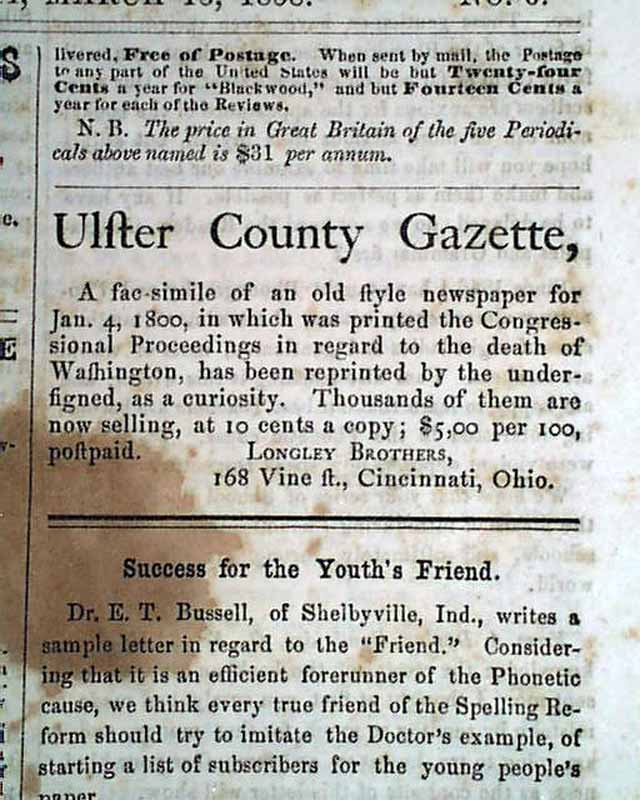 MARCH 13,
NO. 6.
livered, Free of Postage. When sent by mail, the Postage
to any part of the United States will be but Twenty-four
Cents a year for "Blackwood," and but Fourteen Cents a
year for each of the Reviews.
N. B. The price in Great Britain of the five Periodi-
cals above named is $31 per annum.
Ulſter County Gazette,
A fac-simile of an old ſtyle newspaper for
Jan. 4, 1800, in which was printed the Congres-
sional Proceedings in regard to the death of
Waſhington, has been reprinted by the under-
ſigned, as a curiosity. Thousands of them are
now selling, at 10 cents a copy; $5,00 per 100,
poſtpaid. LONGLEY BROTHERS,
168 Vine ſt., Cincinnati, Ohio.
Success for the Youth's Friend.
Dr. E. T. Bussell, of Shelbyville, Ind., writes a
sample letter in regard to the "Friend." Consider-
ing that it is an efficient forerunner of the Phonetic
cause, we think every true friend of the Spelling Re-
form should try to imitate the Doctor's example, of
starting a list of subscribers for the young people's
paper.